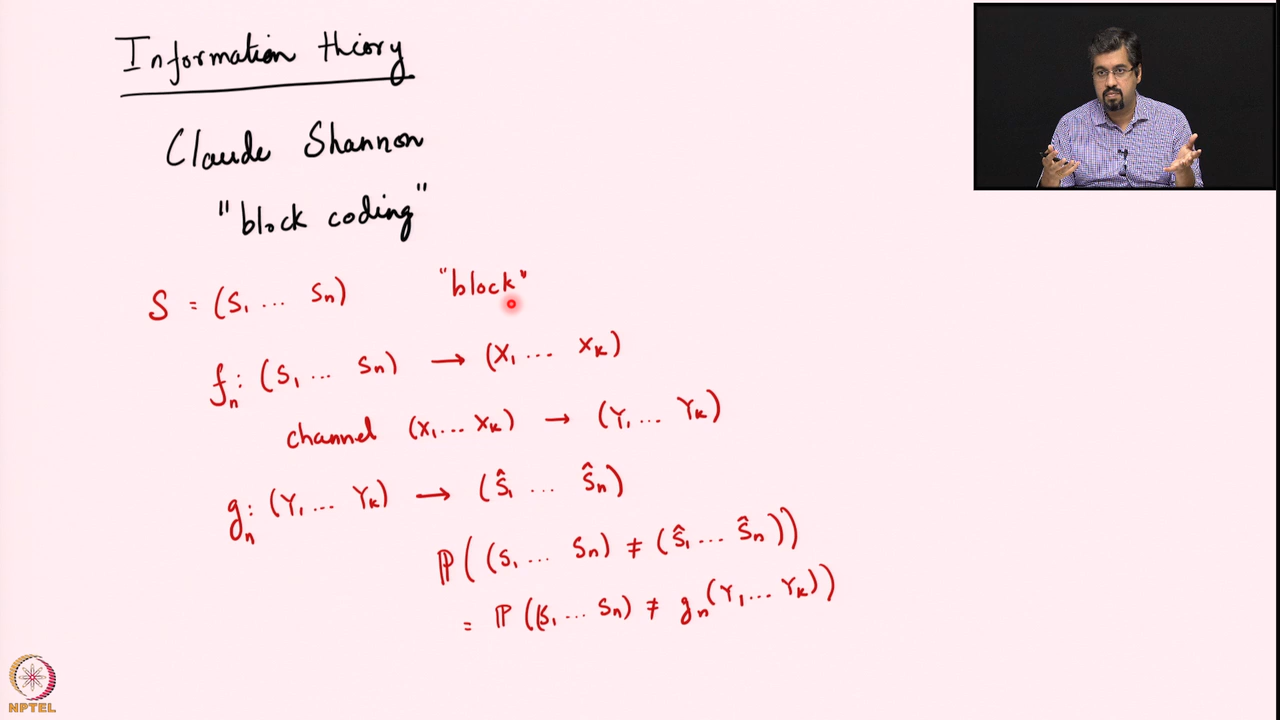 Information theory
Claude Shannon
"block coding"
S = (S₁ ... Sₙ) "block"
fₙ: (S₁ ... Sₙ) → (X₁ ... Xₖ)
channel (X₁ ... Xₖ) → (Y₁ ... Yₖ)
gₙ: (Y₁ ... Yₖ) → (Ŝ₁ ... Ŝₙ)
ℙ((S₁ ... Sₙ) ≠ (Ŝ₁ ... Ŝₙ))
= ℙ((S₁ ... Sₙ) ≠ gₙ(Y₁ ... Yₖ))
NPTEL